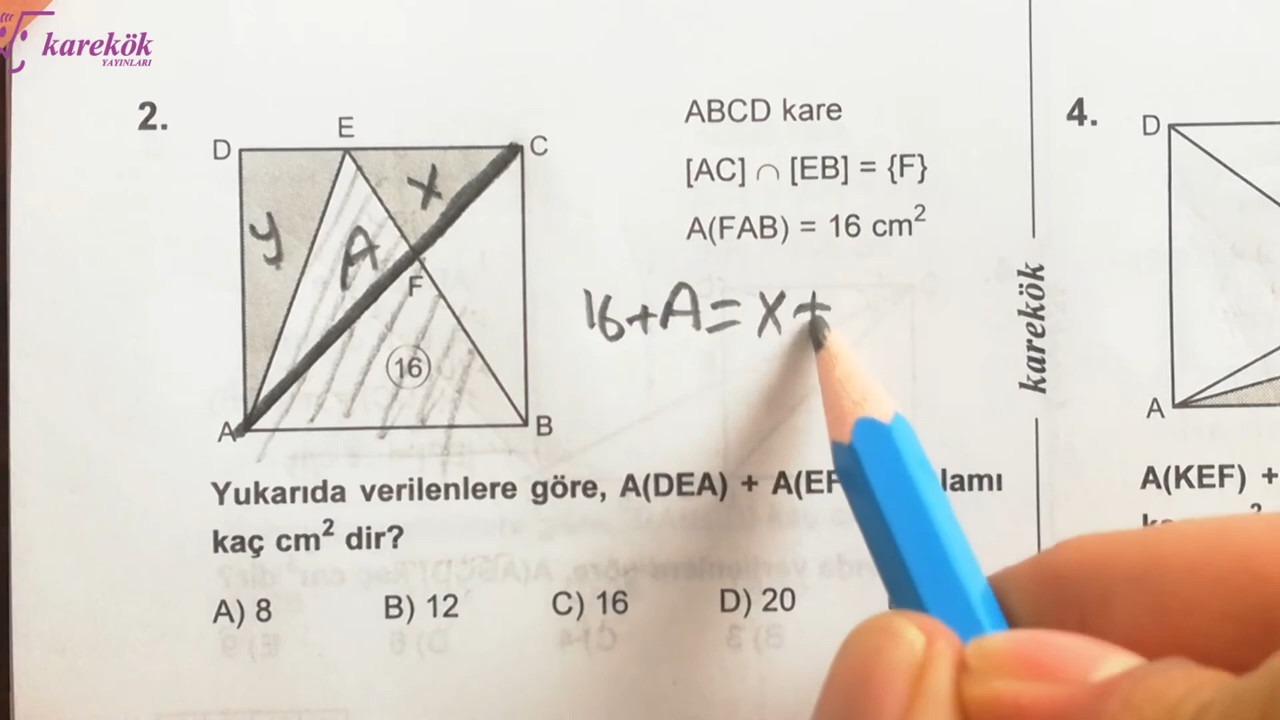 karekök
YAYINLARI
2.
D
E
C
y
A
x
F
16
A
B
ABCD kare
[AC] ∩ [EB] = {F}
A(FAB) = 16 cm²
16+A=x+
Yukarıda verilenlere göre, A(DEA) + A(EF lamı
kaç cm² dir?
A) 8 B) 12 C) 16 D) 20
karekök
4.
D
A
A(KEF) +